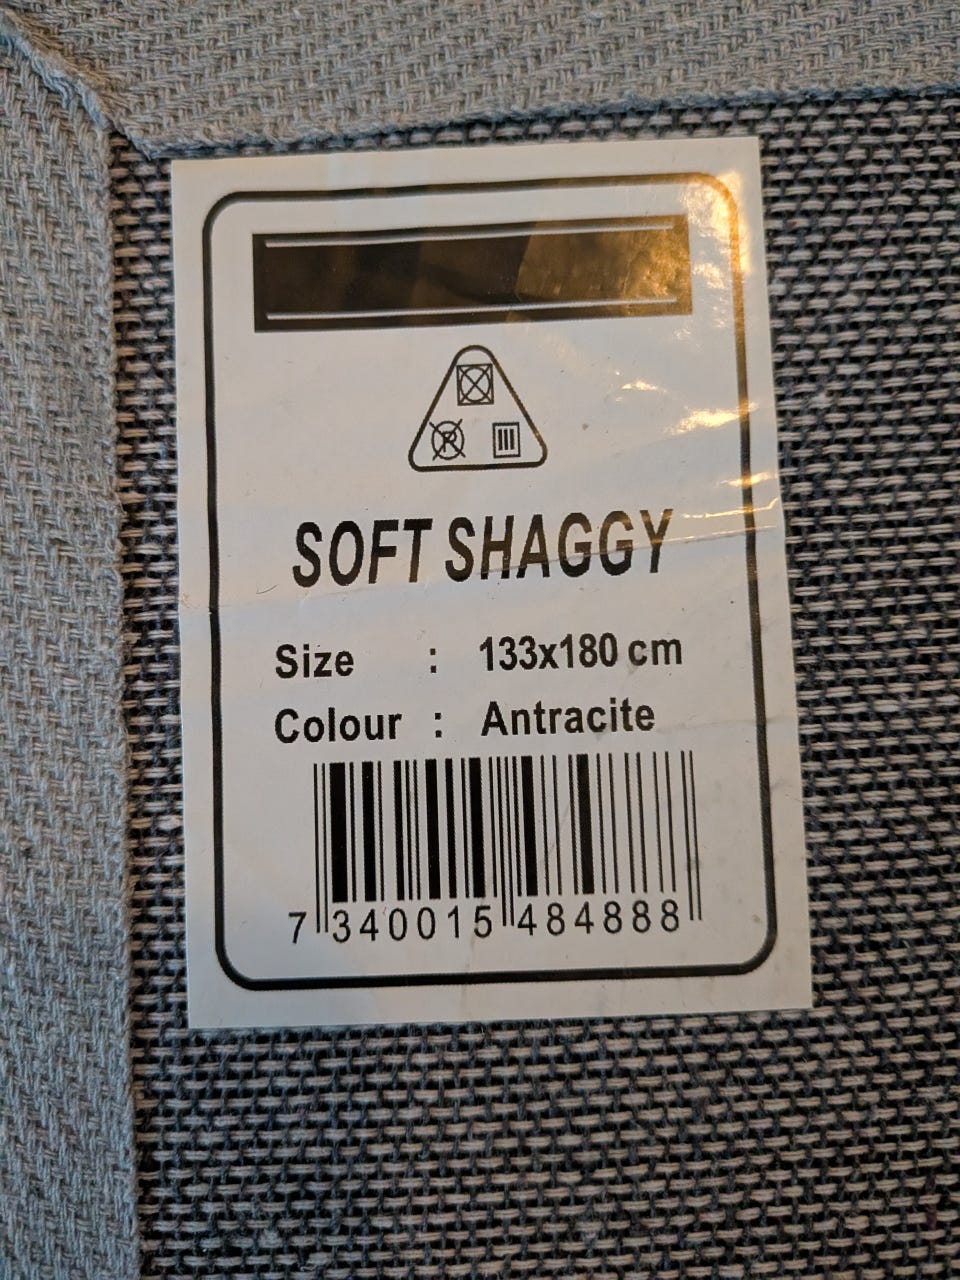 P
SOFT SHAGGY
Size : 133x180 cm
Colour : Antracite
7 340015 484888